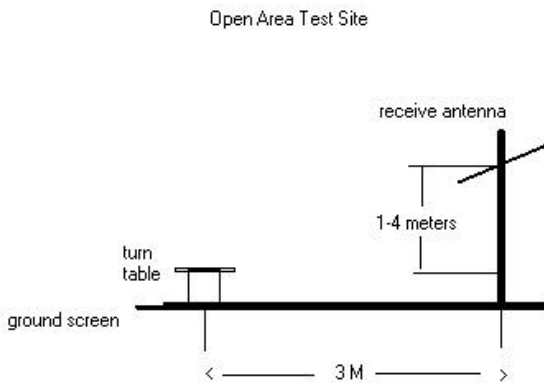 Open Area Test Site
receive antenna
1-4 meters
turn
table
ground screen
3 M